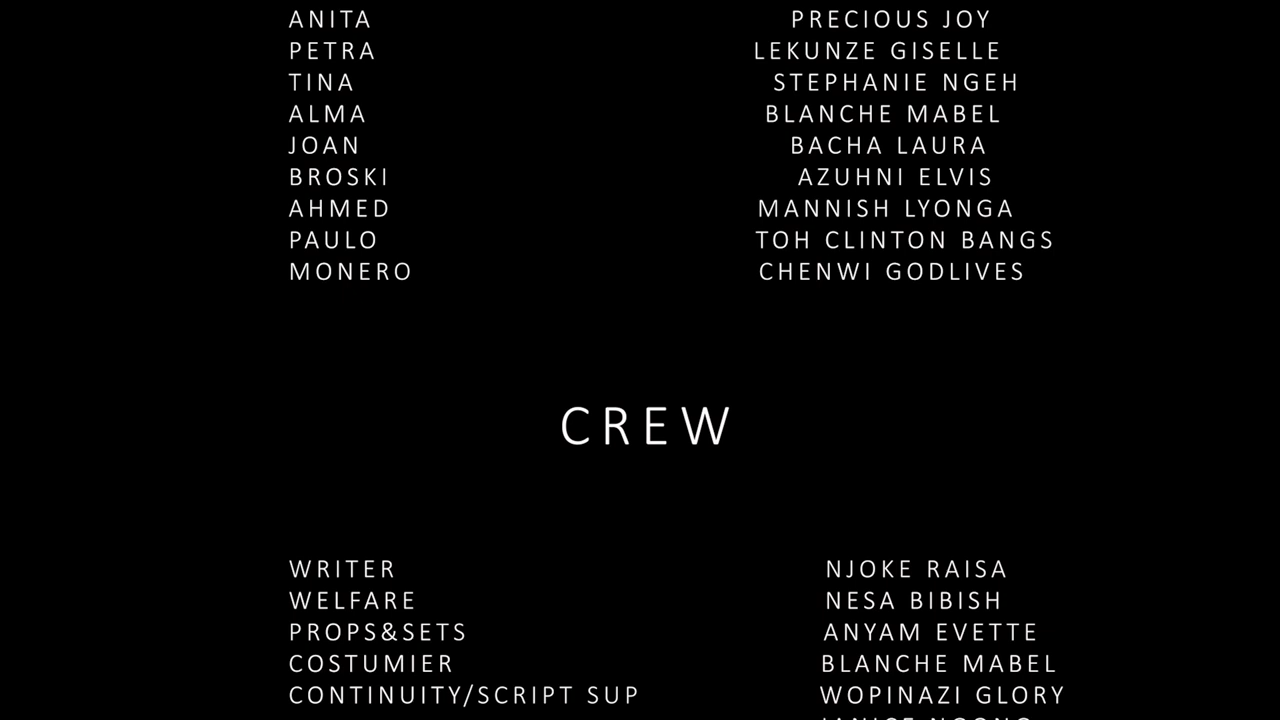 ANITA PRECIOUS JOY
PETRA LEKUNZE GISELLE
TINA STEPHANIE NGEH
ALMA BLANCHE MABEL
JOAN BACHA LAURA
BROSKI AZUHNI ELVIS
AHMED MANNISH LYONGA
PAULO TOH CLINTON BANGS
MONERO CHENWI GODLIVES
CREW
WRITER NJOKE RAISA
WELFARE NESA BIBISH
PROPS&SETS ANYAM EVETTE
COSTUMIER BLANCHE MABEL
CONTINUITY/SCRIPT SUP WOPINAZI GLORY